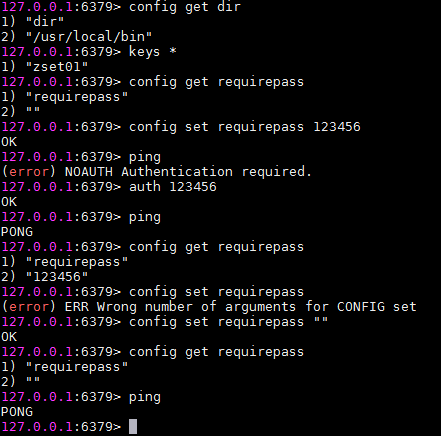 127.0.0.1:6379> config get dir
1) "dir"
2) "/usr/local/bin"
127.0.0.1:6379> keys *
1) "zset01"
127.0.0.1:6379> config get requirepass
1) "requirepass"
2) ""
127.0.0.1:6379> config set requirepass 123456
OK
127.0.0.1:6379> ping
(error) NOAUTH Authentication required.
127.0.0.1:6379> auth 123456
OK
127.0.0.1:6379> ping
PONG
127.0.0.1:6379> config get requirepass
1) "requirepass"
2) "123456"
127.0.0.1:6379> config set requirepass
(error) ERR Wrong number of arguments for CONFIG set
127.0.0.1:6379> config set requirepass ""
OK
127.0.0.1:6379> config get requirepass
1) "requirepass"
2) ""
127.0.0.1:6379> ping
PONG
127.0.0.1:6379>